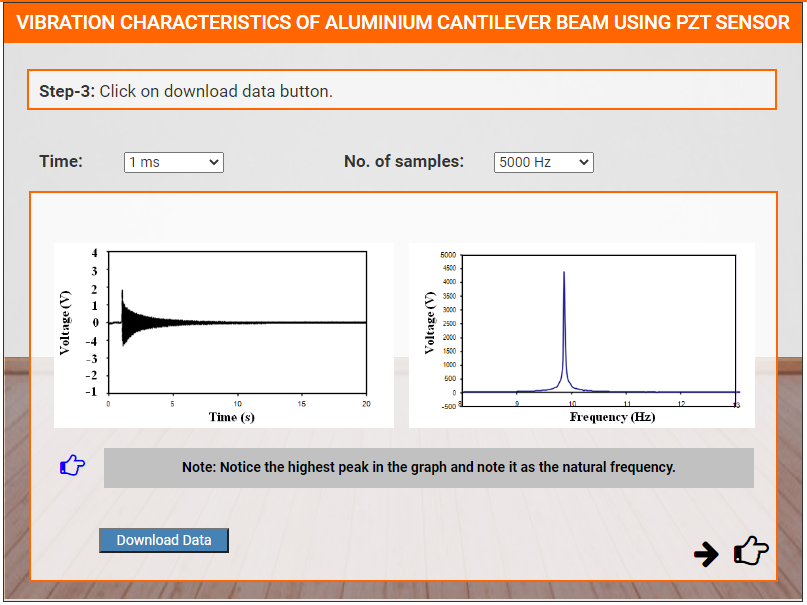 VIBRATION CHARACTERISTICS OF ALUMINIUM CANTILEVER BEAM USING PZT SENSOR
Step-3: Click on download data button.
Time:
1 ms
No. of samples:
5000 Hz
Voltage (V)
4
3
2
1
0
-4
-3
-2
-1
0
5
10
15
20
Time (s)
Voltage (V)
5000
4500
4000
3500
3000
2500
2000
1500
1000
500
0
-500
8
9
10
11
12
13
Frequency (Hz)
Note: Notice the highest peak in the graph and note it as the natural frequency.
Download Data